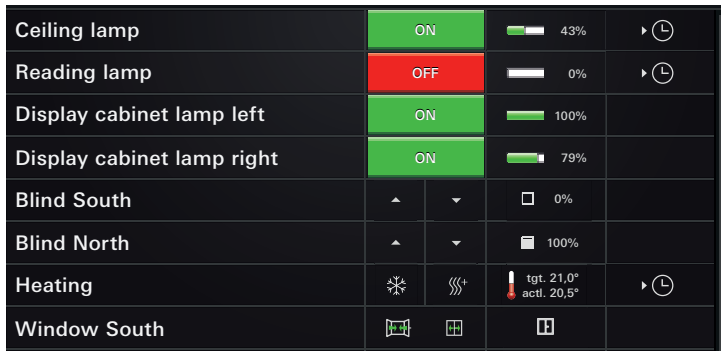 Ceiling lamp ON 43%
Reading lamp OFF 0%
Display cabinet lamp left ON 100%
Display cabinet lamp right ON 79%
Blind South 0%
Blind North 100%
Heating tgt. 21,0°
actl. 20,5°
Window South